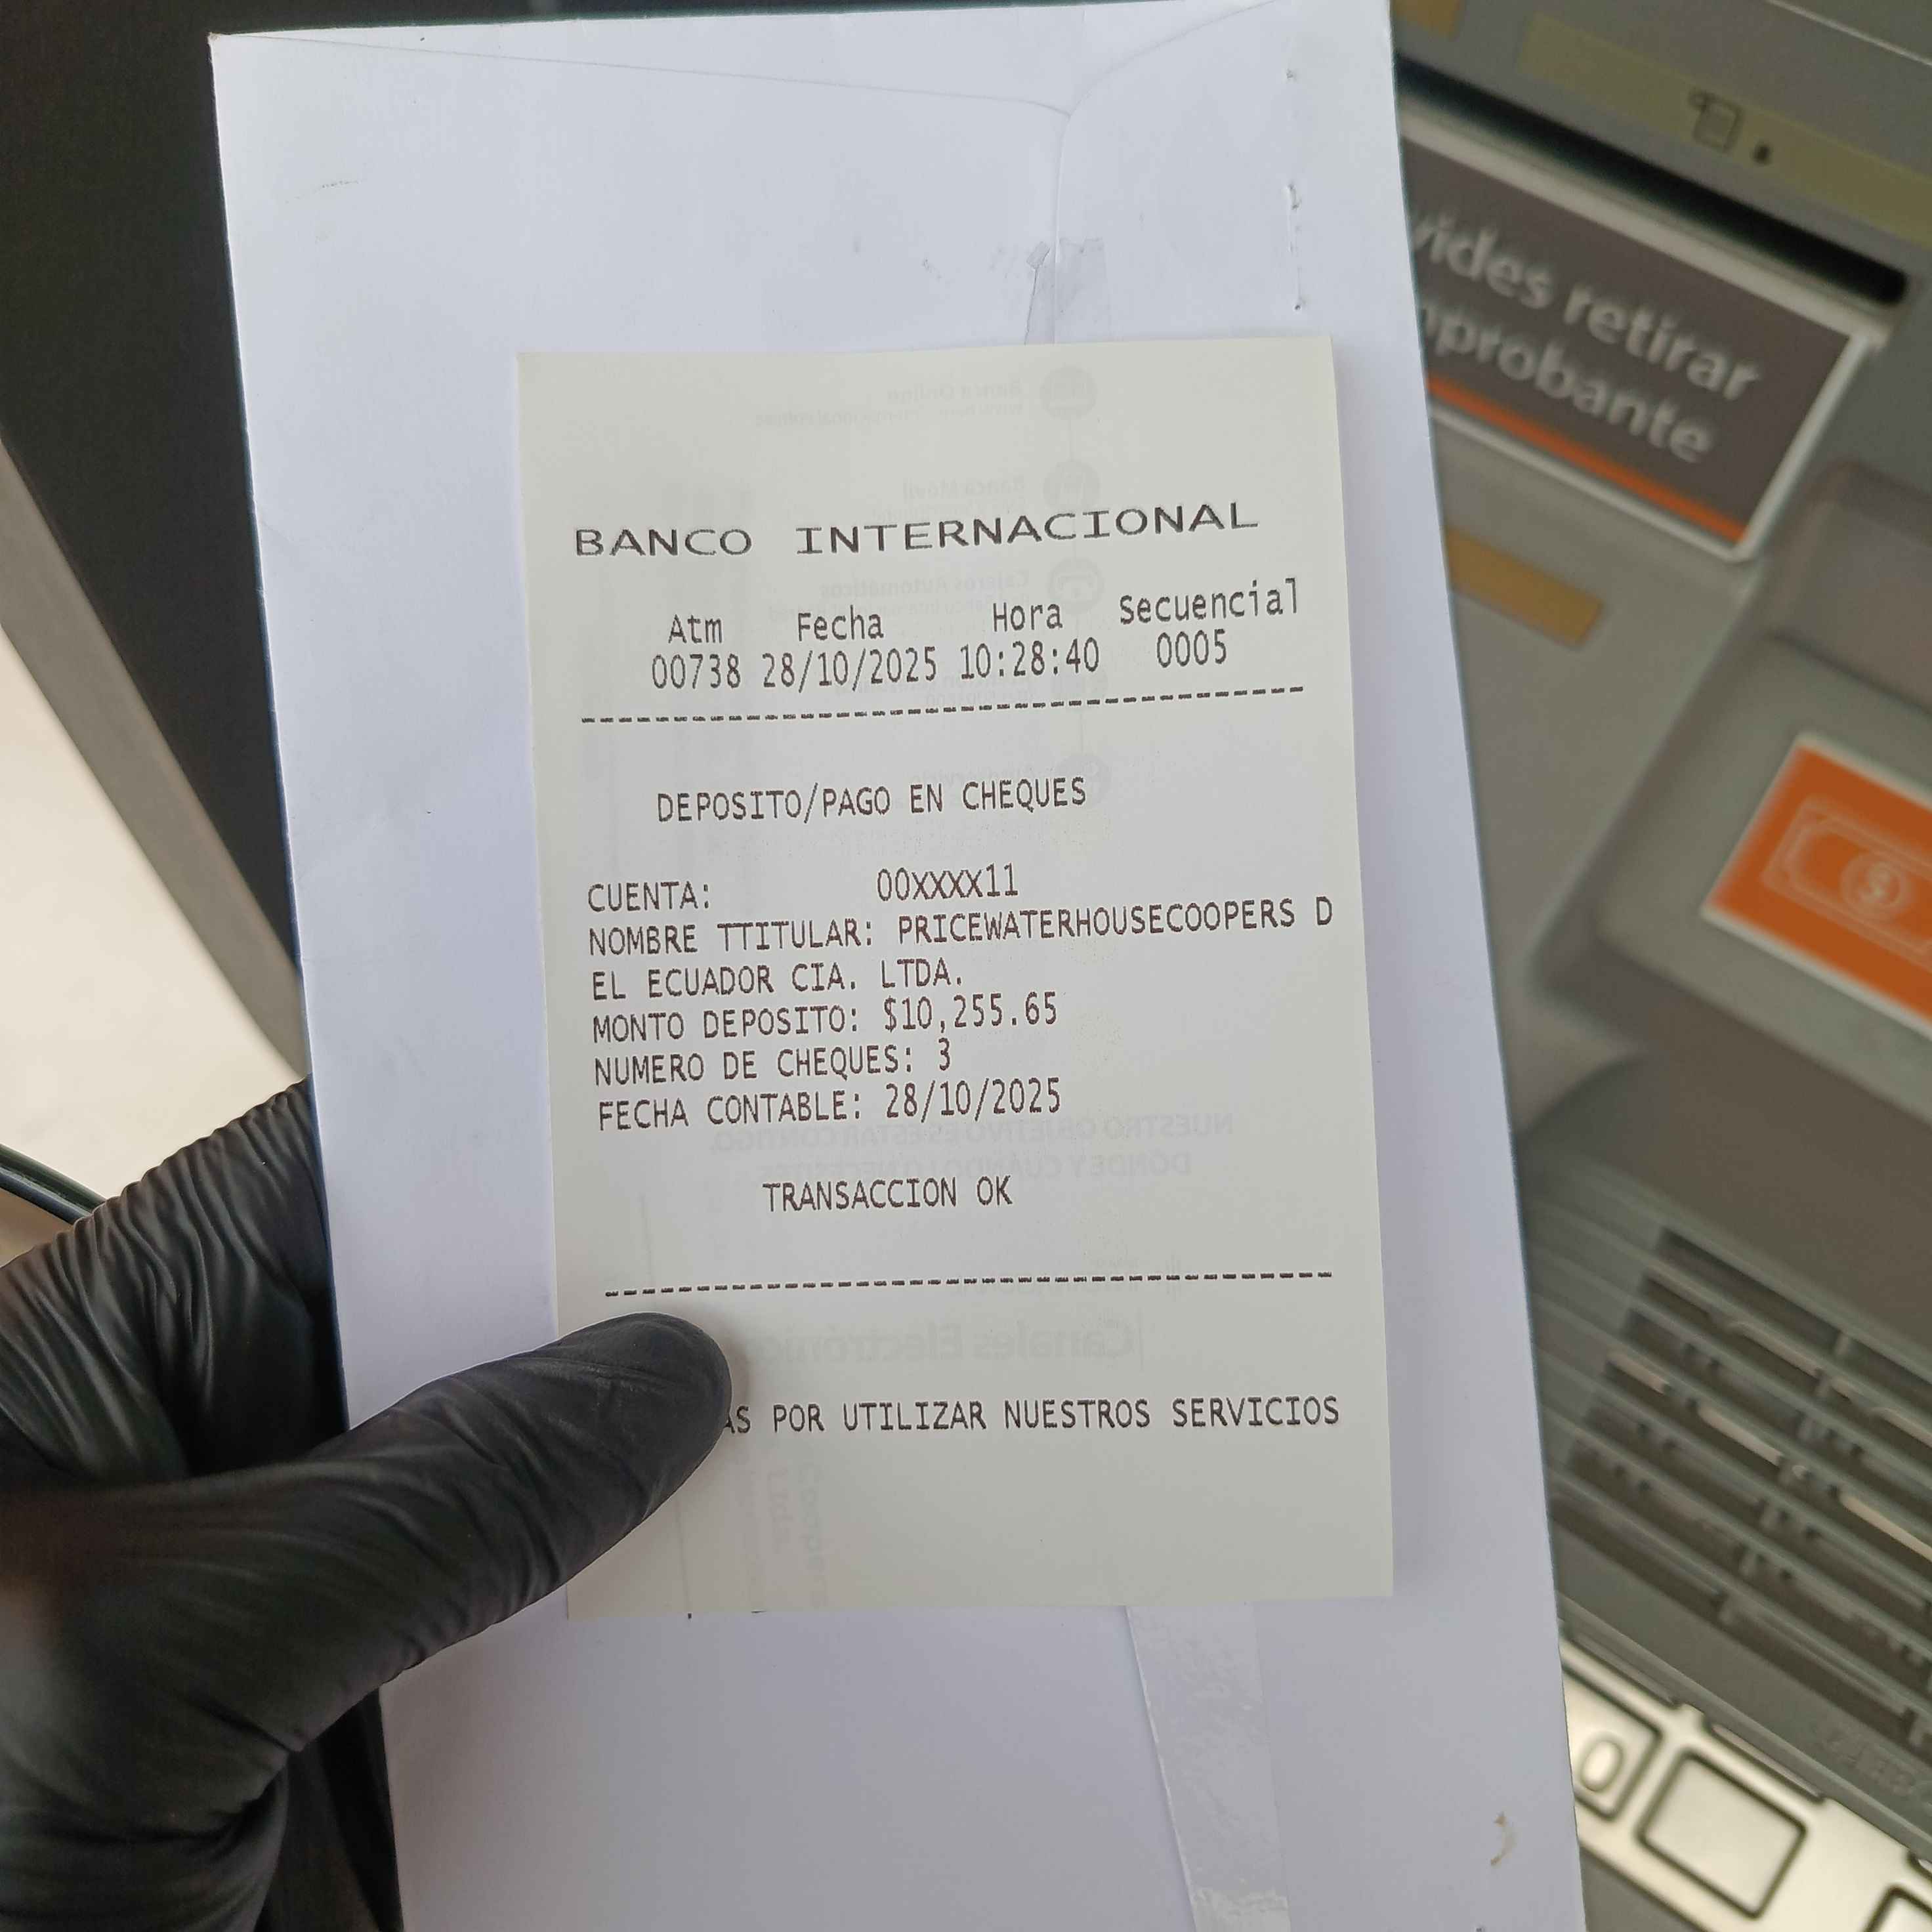 BANCO INTERNACIONAL
Atm Fecha Hora Secuencial
00738 28/10/2025 10:28:40 0005
----------------------------------------
DEPOSITO/PAGO EN CHEQUES
CUENTA: 00XXXX11
NOMBRE TTITULAR: PRICEWATERHOUSECOOPERS D
EL ECUADOR CIA. LTDA.
MONTO DEPOSITO: $10,255.65
NUMERO DE CHEQUES: 3
FECHA CONTABLE: 28/10/2025
TRANSACCION OK
----------------------------------------
AS POR UTILIZAR NUESTROS SERVICIOS
vides retirar
mprobante
$
0